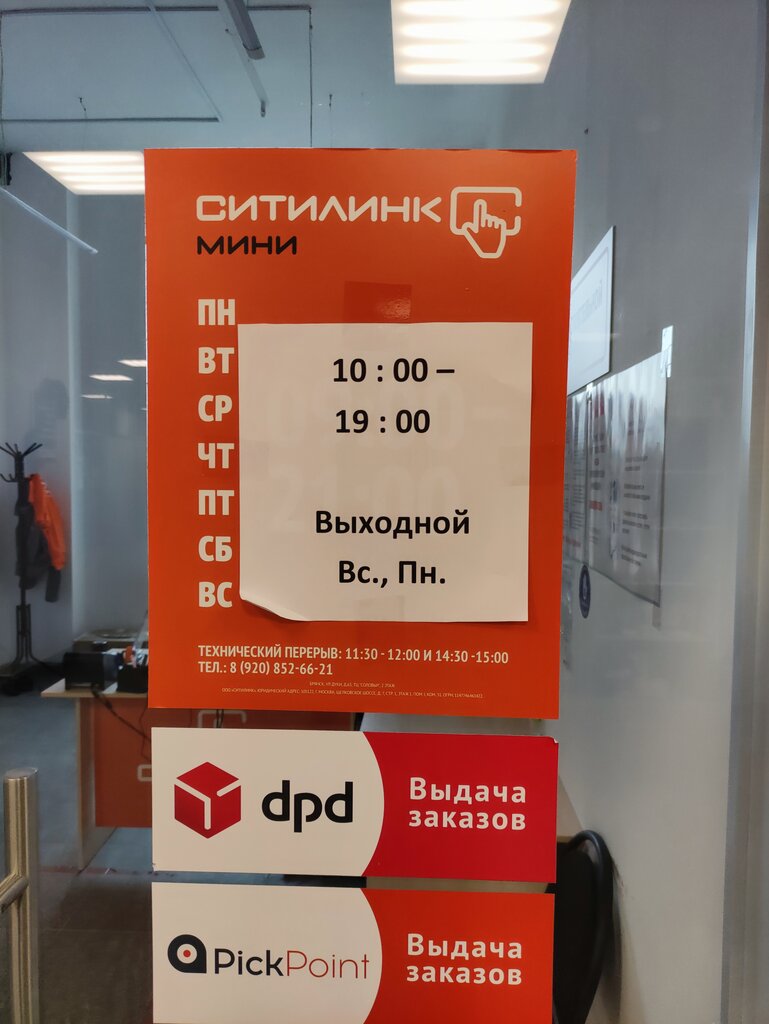 СИТИЛИНК
МИНИ
ПН
ВТ
СР
ЧТ
ПТ
СБ
ВС
10 : 00 –
19 : 00
Выходной
Вс., Пн.
ТЕХНИЧЕСКИЙ ПЕРЕРЫВ: 11:30 - 12:00 И 14:30 -15:00
ТЕЛ.: 8 (920) 852-66-21
dpd
Выдача
заказов
PickPoint
Выдача
заказов